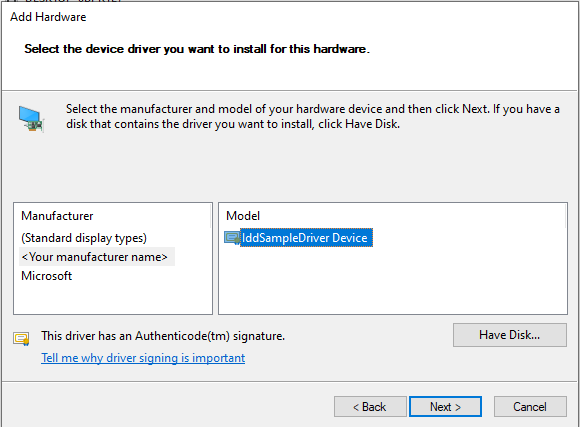 Add Hardware
Select the device driver you want to install for this hardware.
Select the manufacturer and model of your hardware device and then click Next. If you have a
disk that contains the driver you want to install, click Have Disk.
Manufacturer
(Standard display types)
<Your manufacturer name>
Microsoft
Model
IddSampleDriver Device
This driver has an Authenticode(tm) signature.
Tell me why driver signing is important
Have Disk...
< Back
Next >
Cancel